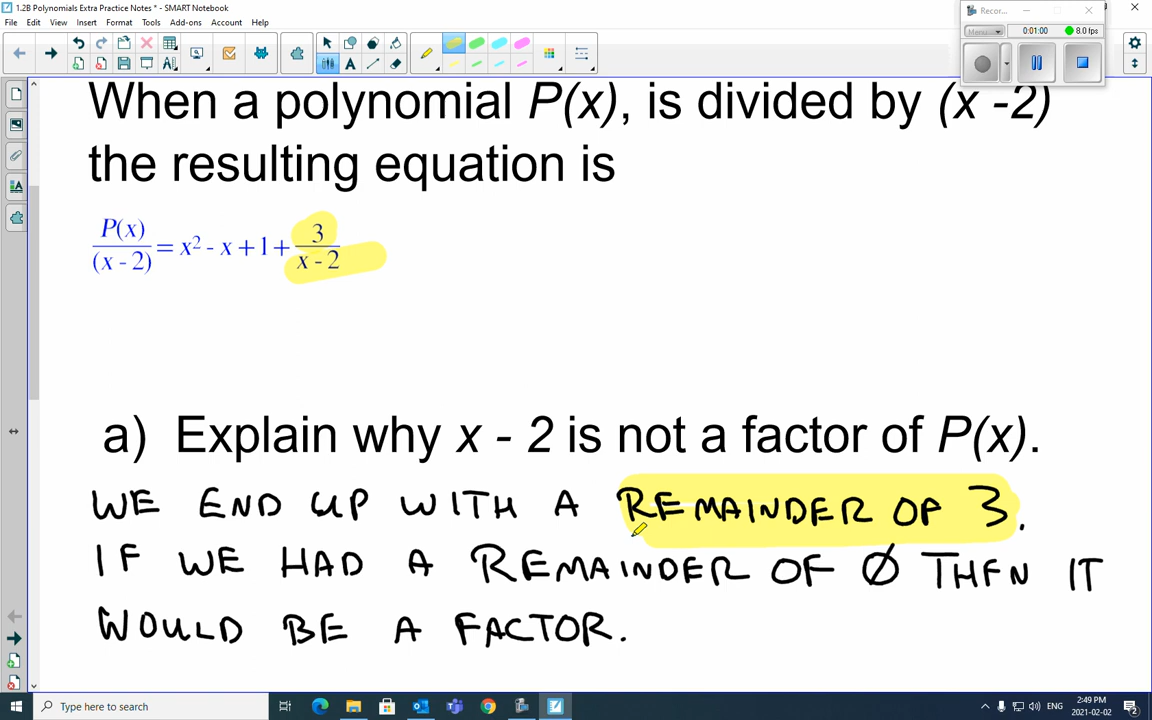 1.2B Polynomials Extra Practice Notes * - SMART Notebook
Recor...
File Edit View Insert Format Tools Add-ons Account Help
Menu 0:01:00 8.0 fps
When a polynomial P(x), is divided by (x -2)
the resulting equation is
P(x)/(x - 2) = x² - x + 1 + 3/(x - 2)
a) Explain why x - 2 is not a factor of P(x).
WE END UP WITH A REMAINDER OF 3.
IF WE HAD A REMAINDER OF Ø THEN IT
WOULD BE A FACTOR.
Type here to search
ENG
2:49 PM
2021-02-02
2